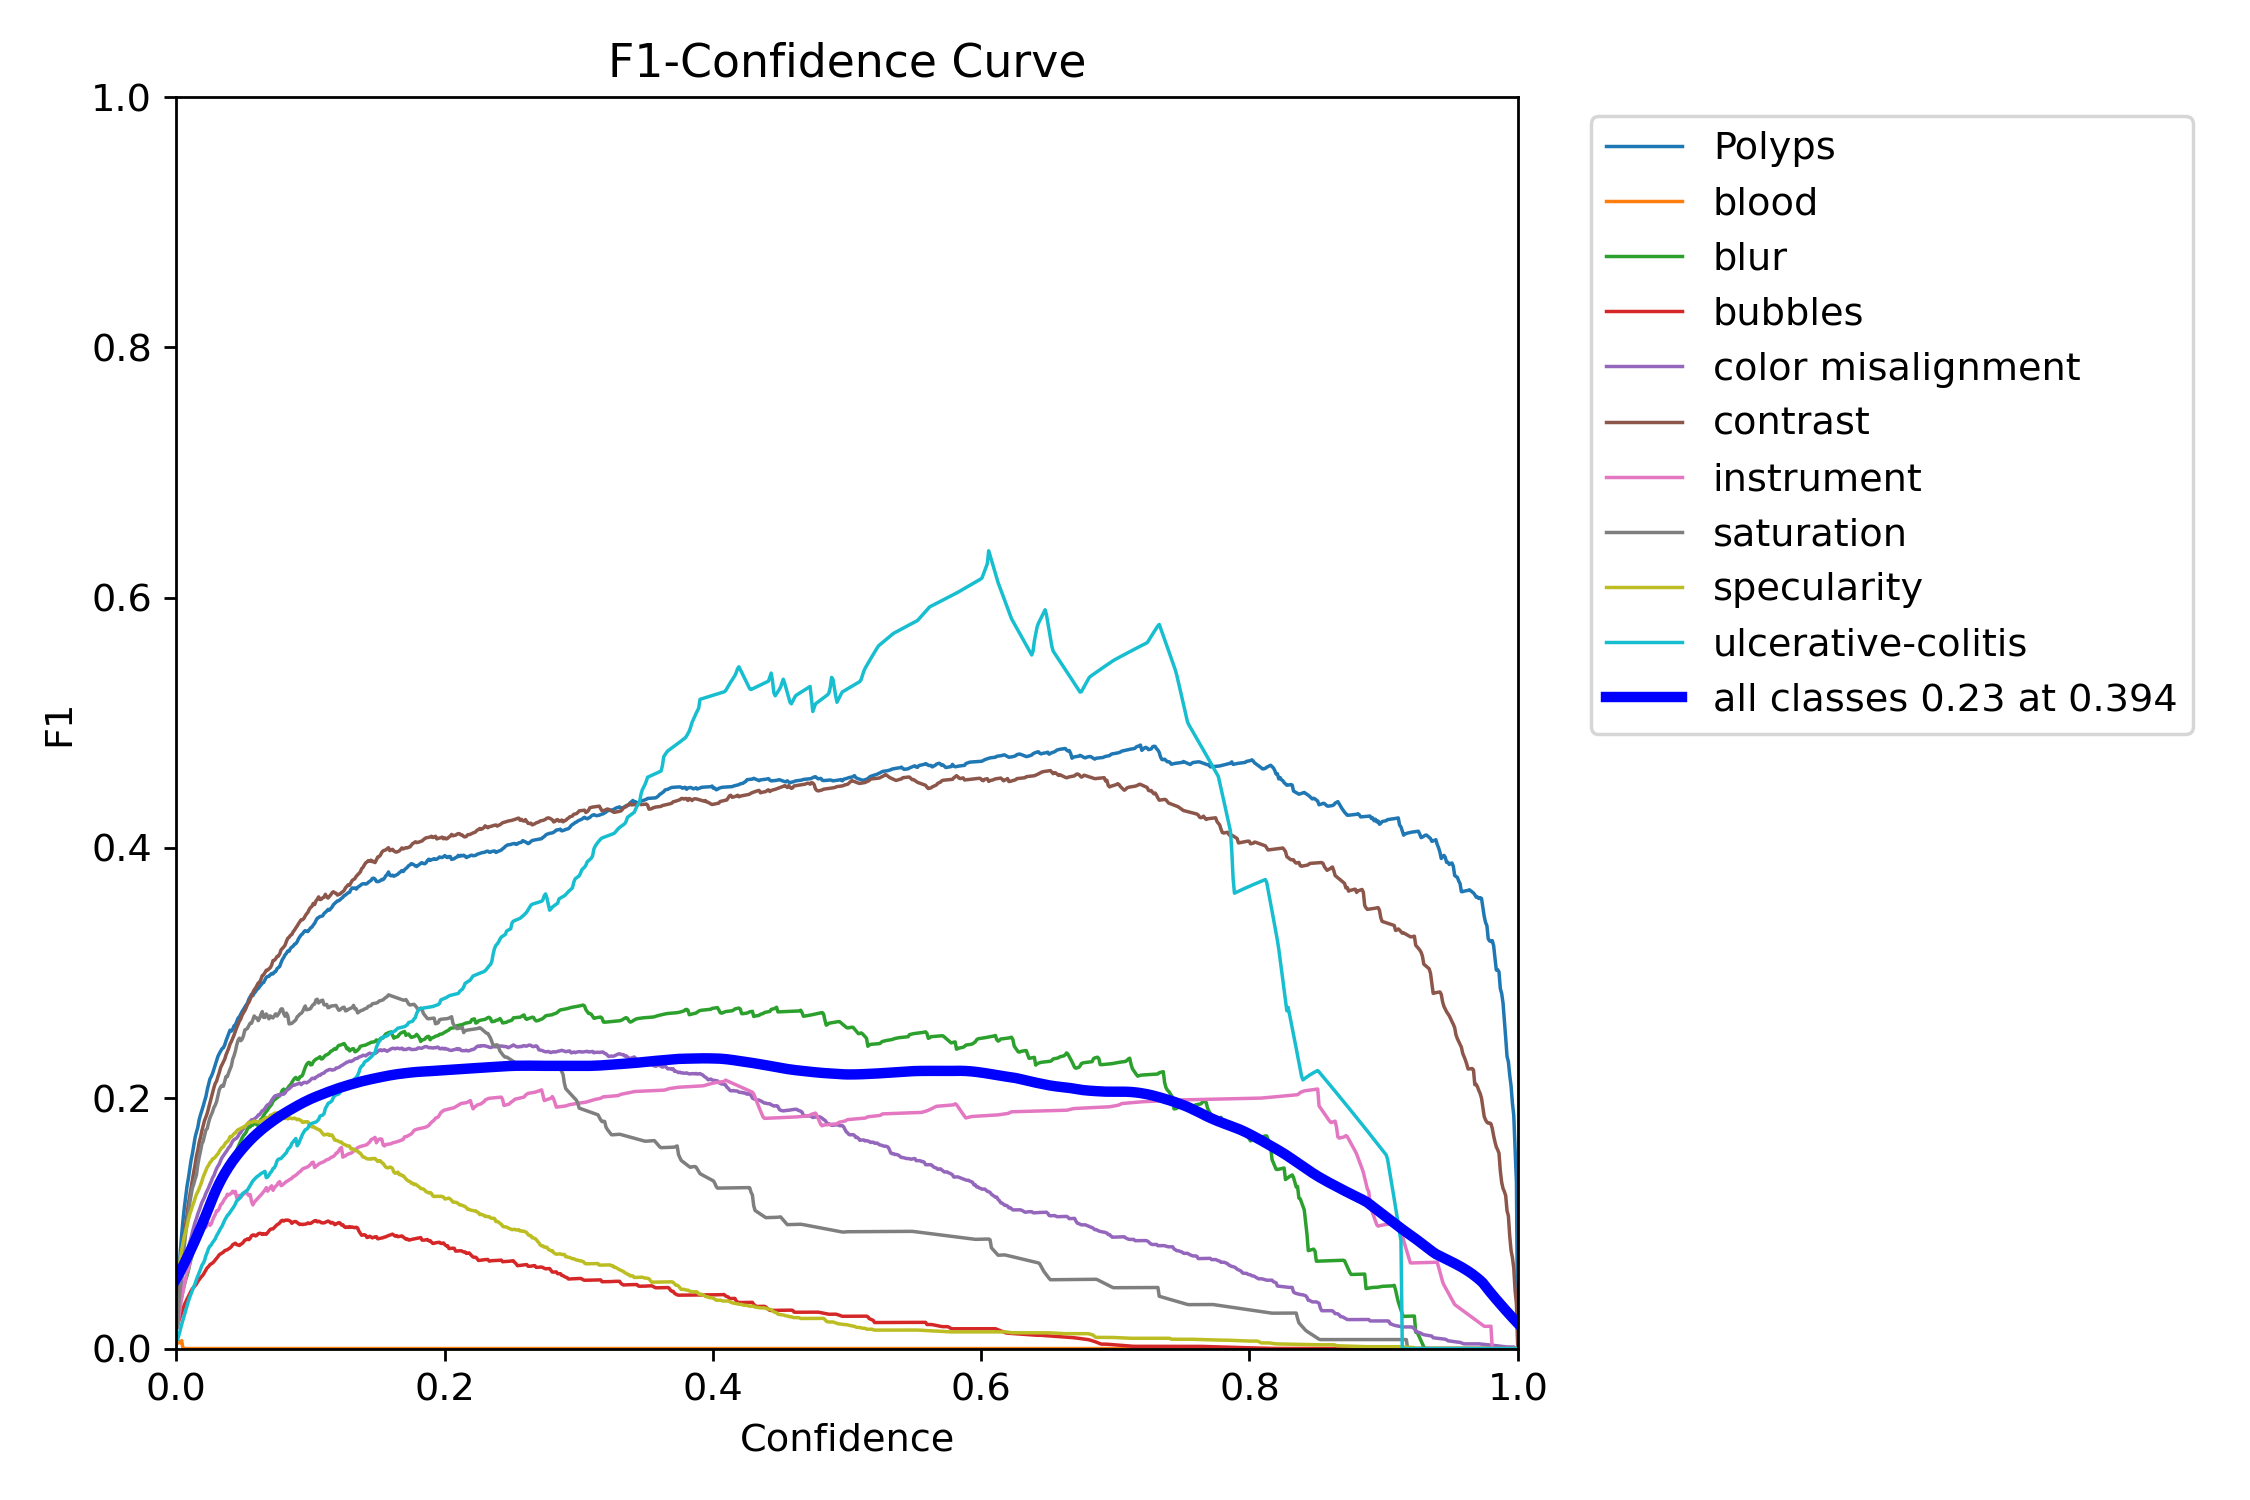 F1-Confidence Curve
1.0
0.8
0.6
0.4
0.2
0.0
F1
0.0 0.2 0.4 0.6 0.8 1.0
Confidence
Polyps
blood
blur
bubbles
color misalignment
contrast
instrument
saturation
specularity
ulcerative-colitis
all classes 0.23 at 0.394